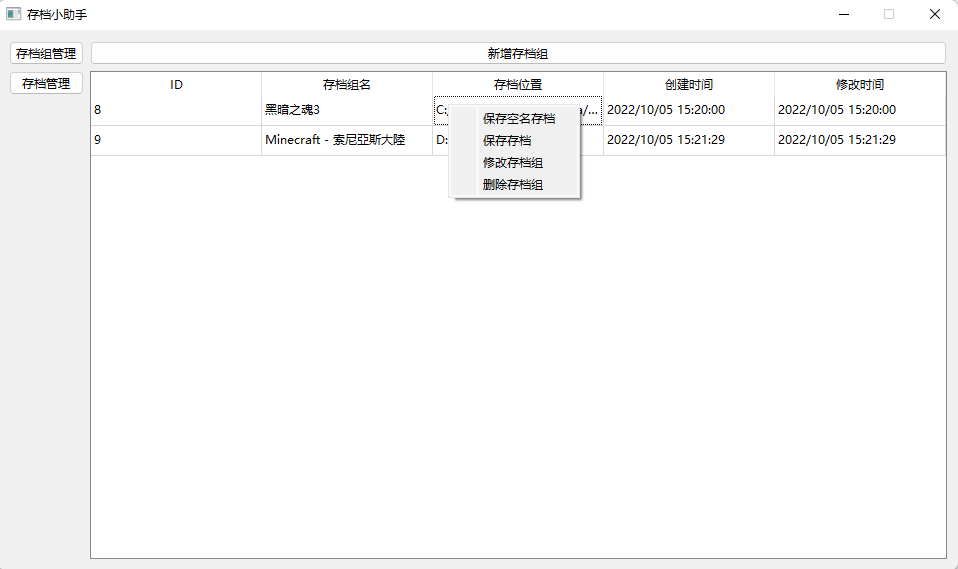 存档小助手
存档组管理
新增存档组
存档管理
ID 存档组名 存档位置 创建时间 修改时间
8 黑暗之魂3 C:/ a/... 2022/10/05 15:20:00 2022/10/05 15:20:00
9 Minecraft - 索尼亞斯大陸 D: 2022/10/05 15:21:29 2022/10/05 15:21:29
保存空名存档
保存存档
修改存档组
删除存档组